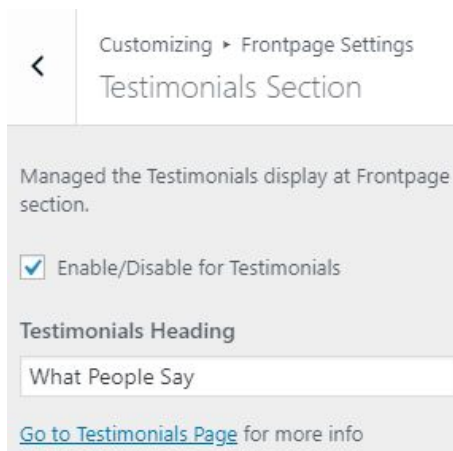 Customizing ▸ Frontpage Settings
Testimonials Section
Managed the Testimonials display at Frontpage
section.
Enable/Disable for Testimonials
Testimonials Heading
What People Say
Go to Testimonials Page for more info